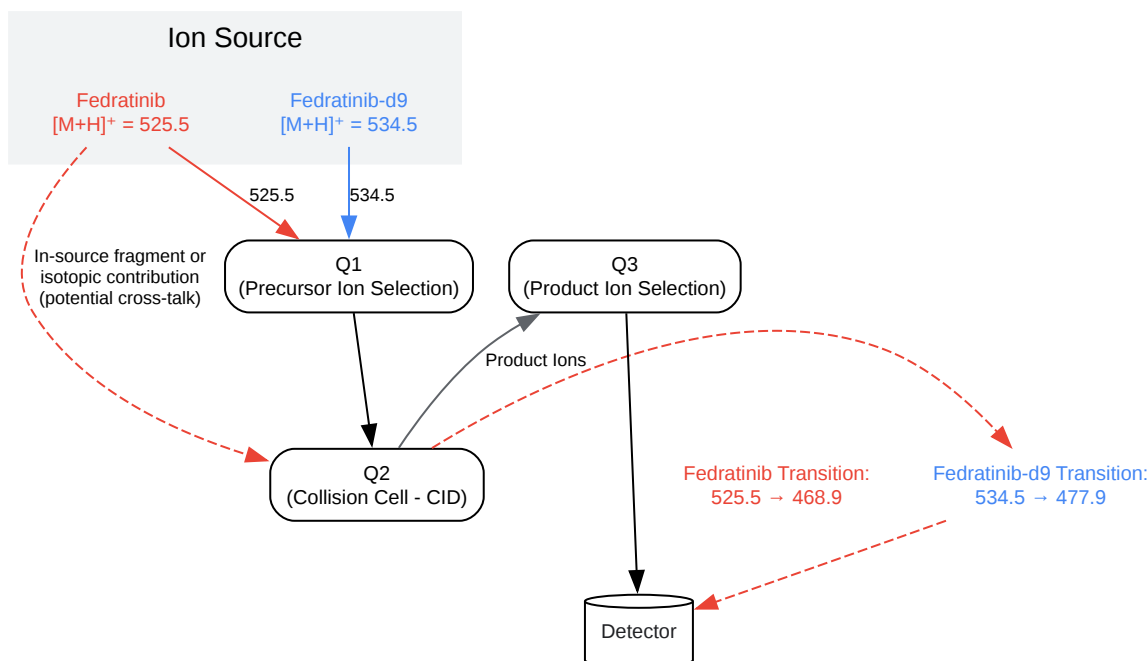 Ion Source
Fedratinib
[M+H]⁺ = 525.5
Fedratinib-d9
[M+H]⁺ = 534.5
525.5
534.5
In-source fragment or
isotopic contribution
(potential cross-talk)
Q1
(Precursor Ion Selection)
Q3
(Product Ion Selection)
Product Ions
Q2
(Collision Cell - CID)
Fedratinib Transition:
525.5 → 468.9
Fedratinib-d9 Transition:
534.5 → 477.9
Detector